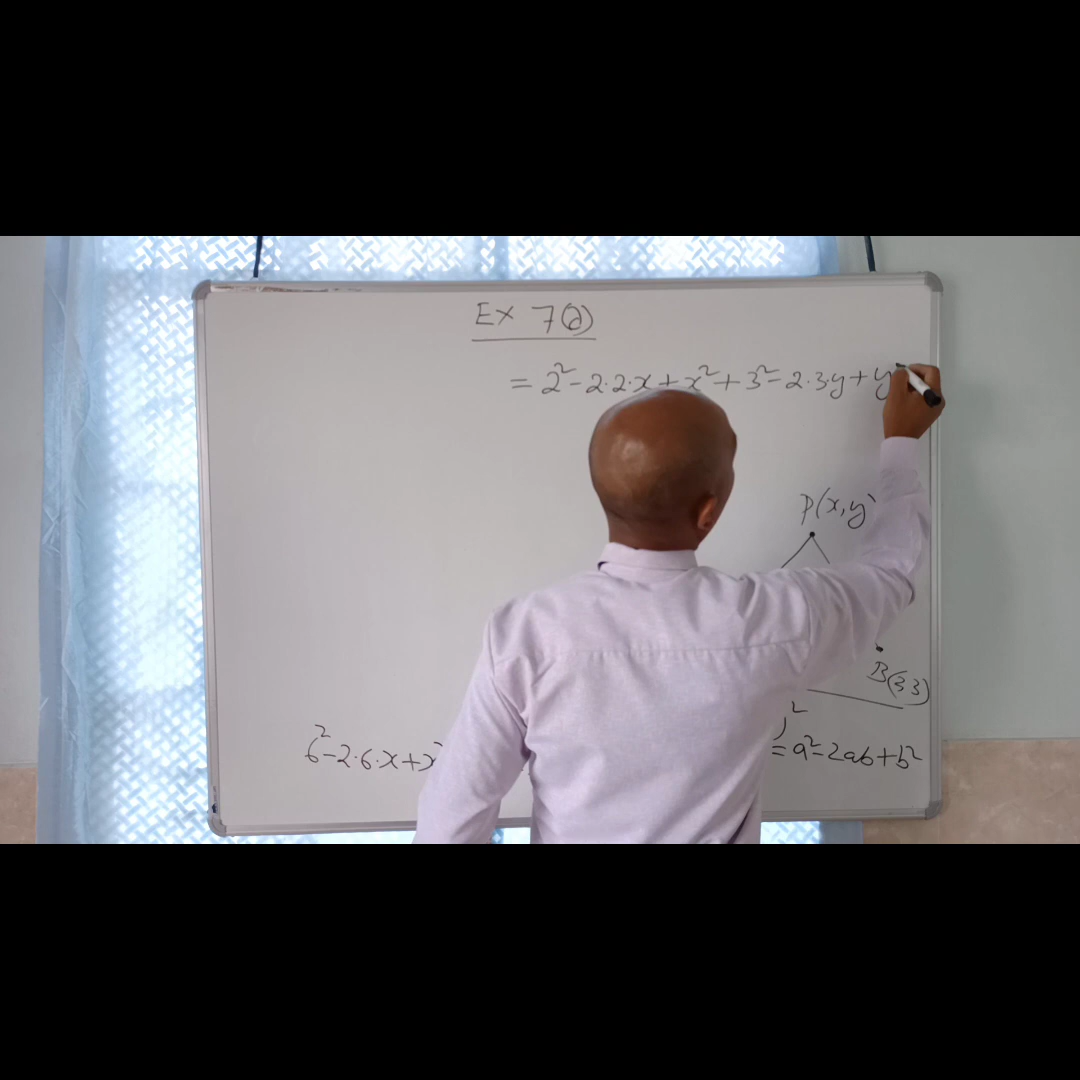 Ex 7(a)
= 2² - 2·2·x + x² + 3² - 2·3·y + y
P(x,y)
B(3,3)
6² - 2·6·x + x²
)² = a² - 2ab + b²